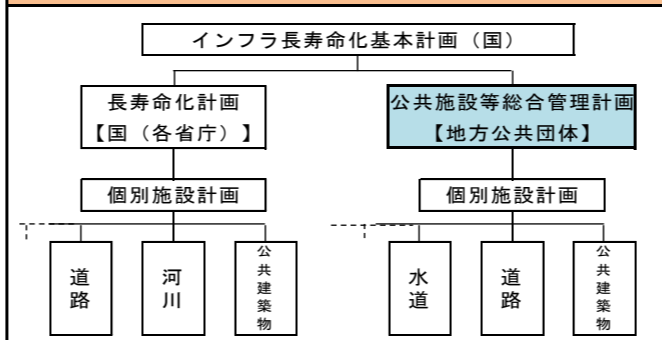 インフラ長寿命化基本計画（国）
長寿命化計画
【国（各省庁）】
公共施設等総合管理計画
【地方公共団体】
個別施設計画
個別施設計画
道路
河川
公共建築物
水道
道路
公共建築物